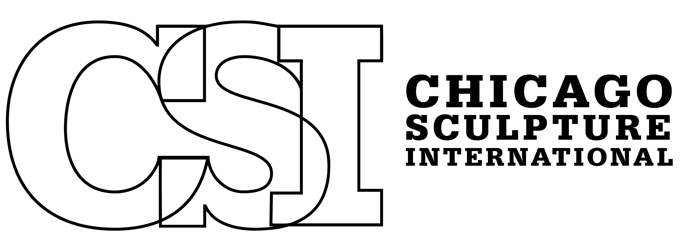 CSI
CHICAGO
SCULPTURE
INTERNATIONAL